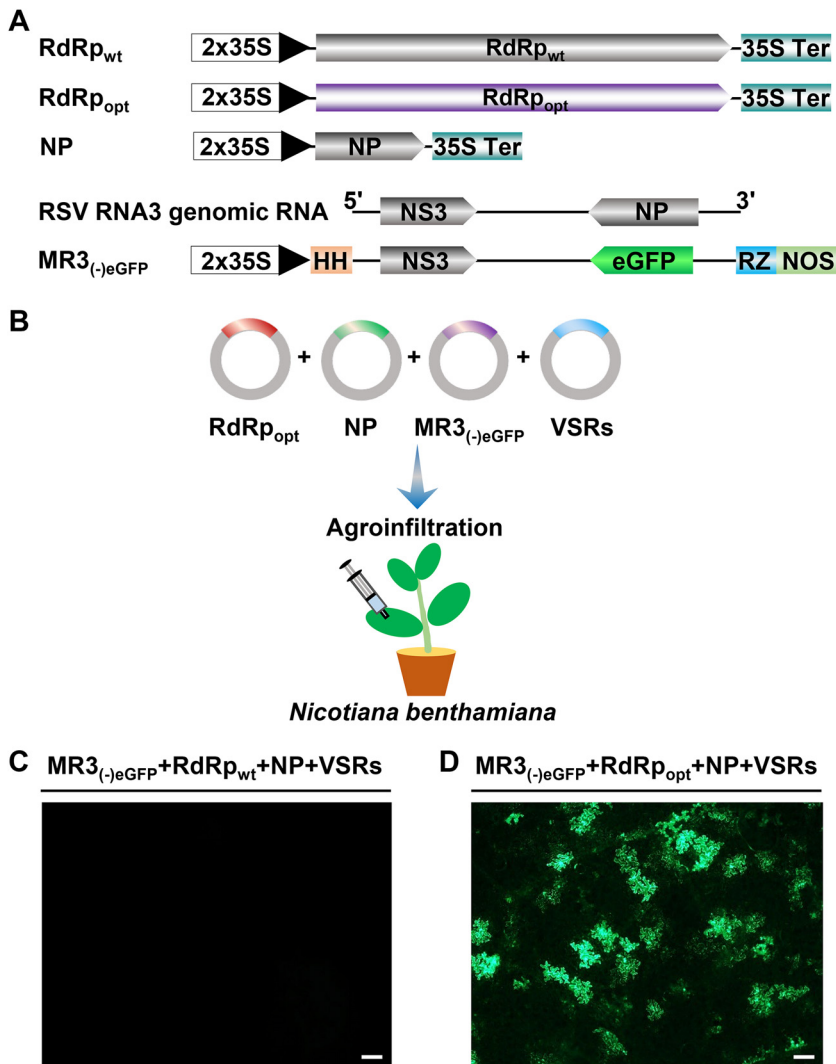 A
RdRpwt 2x35S RdRpwt 35S Ter
RdRpopt 2x35S RdRpopt 35S Ter
NP 2x35S NP 35S Ter
RSV RNA3 genomic RNA 5' NS3 NP 3'
MR3(-)eGFP 2x35S HH NS3 eGFP RZ NOS
B
+ + +
RdRpopt NP MR3(-)eGFP VSRs
Agroinfiltration
Nicotiana benthamiana
C MR3(-)eGFP+RdRpwt+NP+VSRs
D MR3(-)eGFP+RdRpopt+NP+VSRs